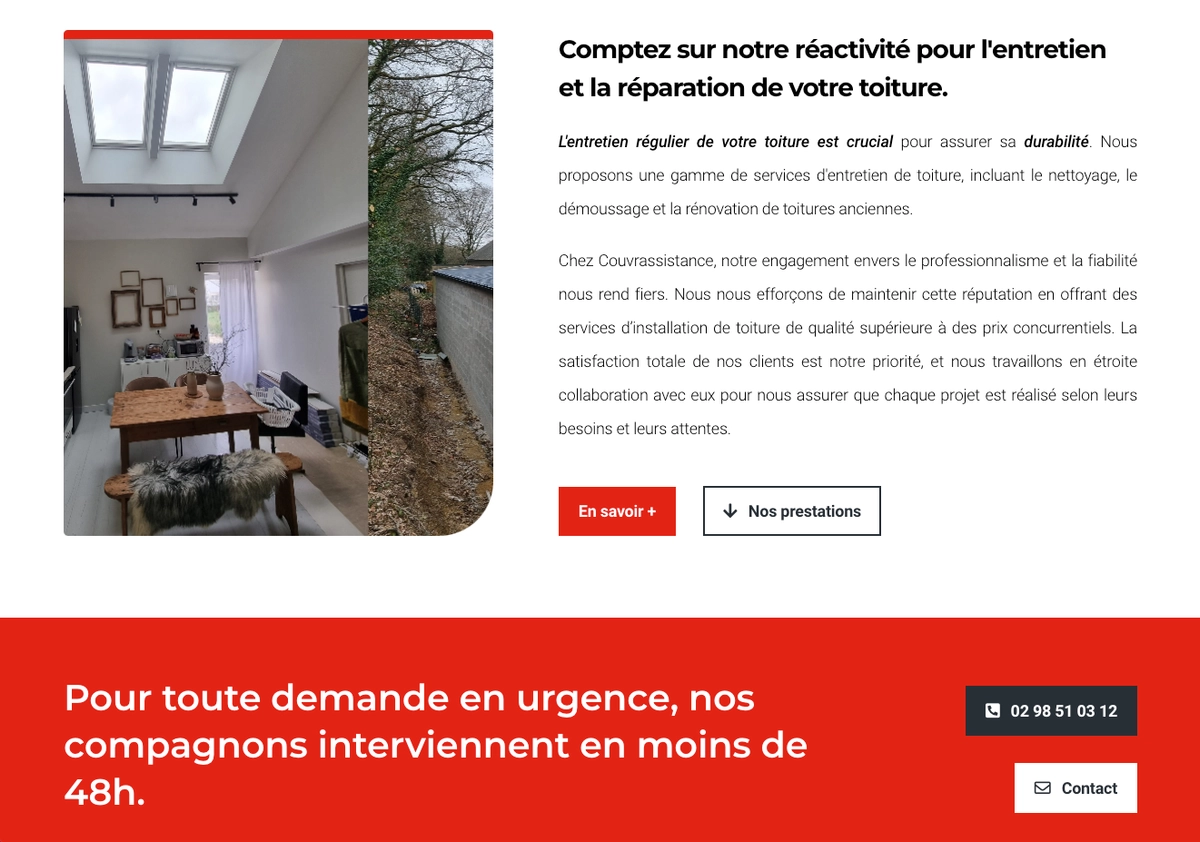 Comptez sur notre réactivité pour l'entretien
et la réparation de votre toiture.
L'entretien régulier de votre toiture est crucial pour assurer sa durabilité. Nous
proposons une gamme de services d'entretien de toiture, incluant le nettoyage, le
démoussage et la rénovation de toitures anciennes.
Chez Couvrassistance, notre engagement envers le professionnalisme et la fiabilité
nous rend fiers. Nous nous efforçons de maintenir cette réputation en offrant des
services d’installation de toiture de qualité supérieure à des prix concurrentiels. La
satisfaction totale de nos clients est notre priorité, et nous travaillons en étroite
collaboration avec eux pour nous assurer que chaque projet est réalisé selon leurs
besoins et leurs attentes.
En savoir +
Nos prestations
Pour toute demande en urgence, nos
compagnons interviennent en moins de
48h.
02 98 51 03 12
Contact